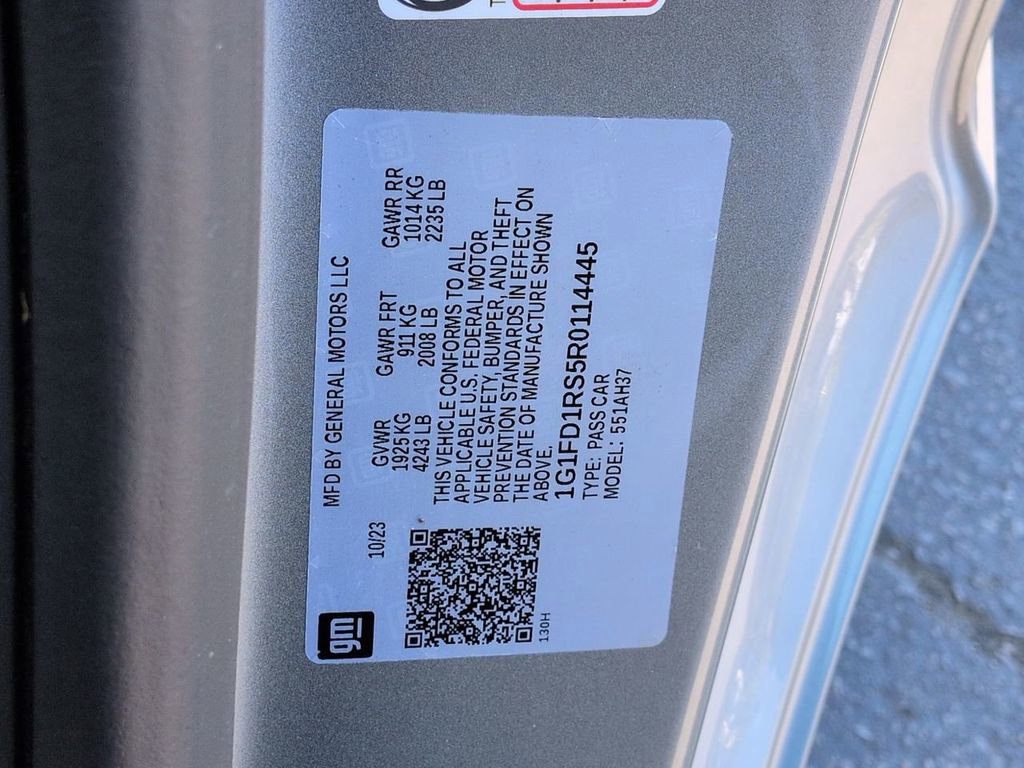 gm
MFD BY GENERAL MOTORS LLC
10/23
GVWR GAWR FRT GAWR RR
1925KG 911 KG 1014 KG
4243 LB 2008 LB 2235 LB
THIS VEHICLE CONFORMS TO ALL
APPLICABLE U.S. FEDERAL MOTOR
VEHICLE SAFETY, BUMPER, AND THEFT
PREVENTION STANDARDS IN EFFECT ON
THE DATE OF MANUFACTURE SHOWN
ABOVE.
1G1FD1RS5R0114445
TYPE: PASS CAR
MODEL: 551AH37
130H